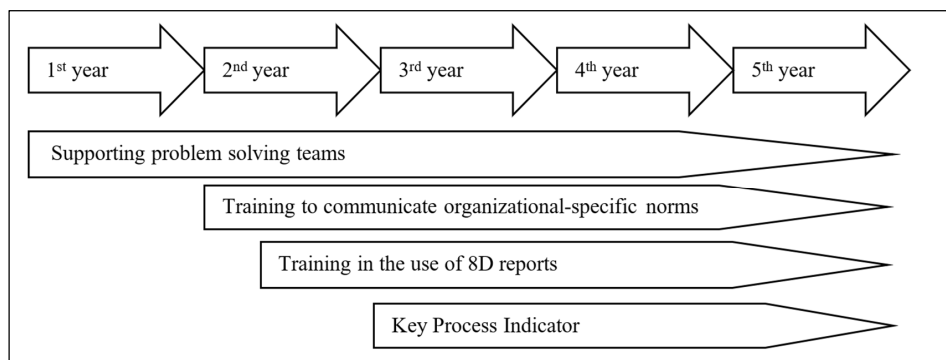 1st year 2nd year 3rd year 4th year 5th year
Supporting problem solving teams
Training to communicate organizational-specific norms
Training in the use of 8D reports
Key Process Indicator